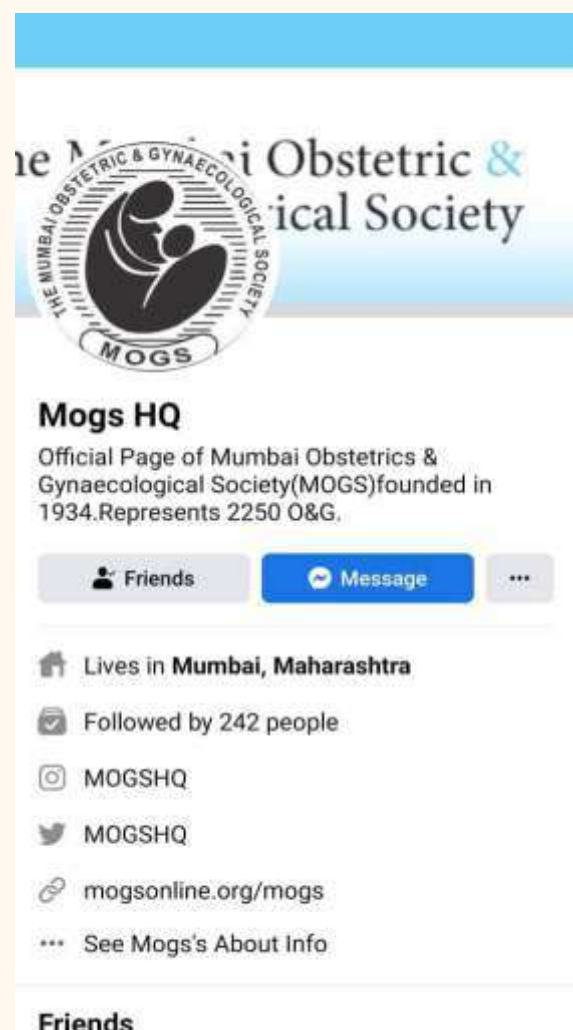 he M i Obstetric &
ical Society
THE MUMBAI OBSTETRIC & GYNAECOLOGICAL SOCIETY
MOGS
Mogs HQ
Official Page of Mumbai Obstetrics &
Gynaecological Society(MOGS)founded in
1934.Represents 2250 O&G.
Friends
Message
Lives in Mumbai, Maharashtra
Followed by 242 people
MOGSHQ
MOGSHQ
mogsonline.org/mogs
See Mogs's About Info
Friends